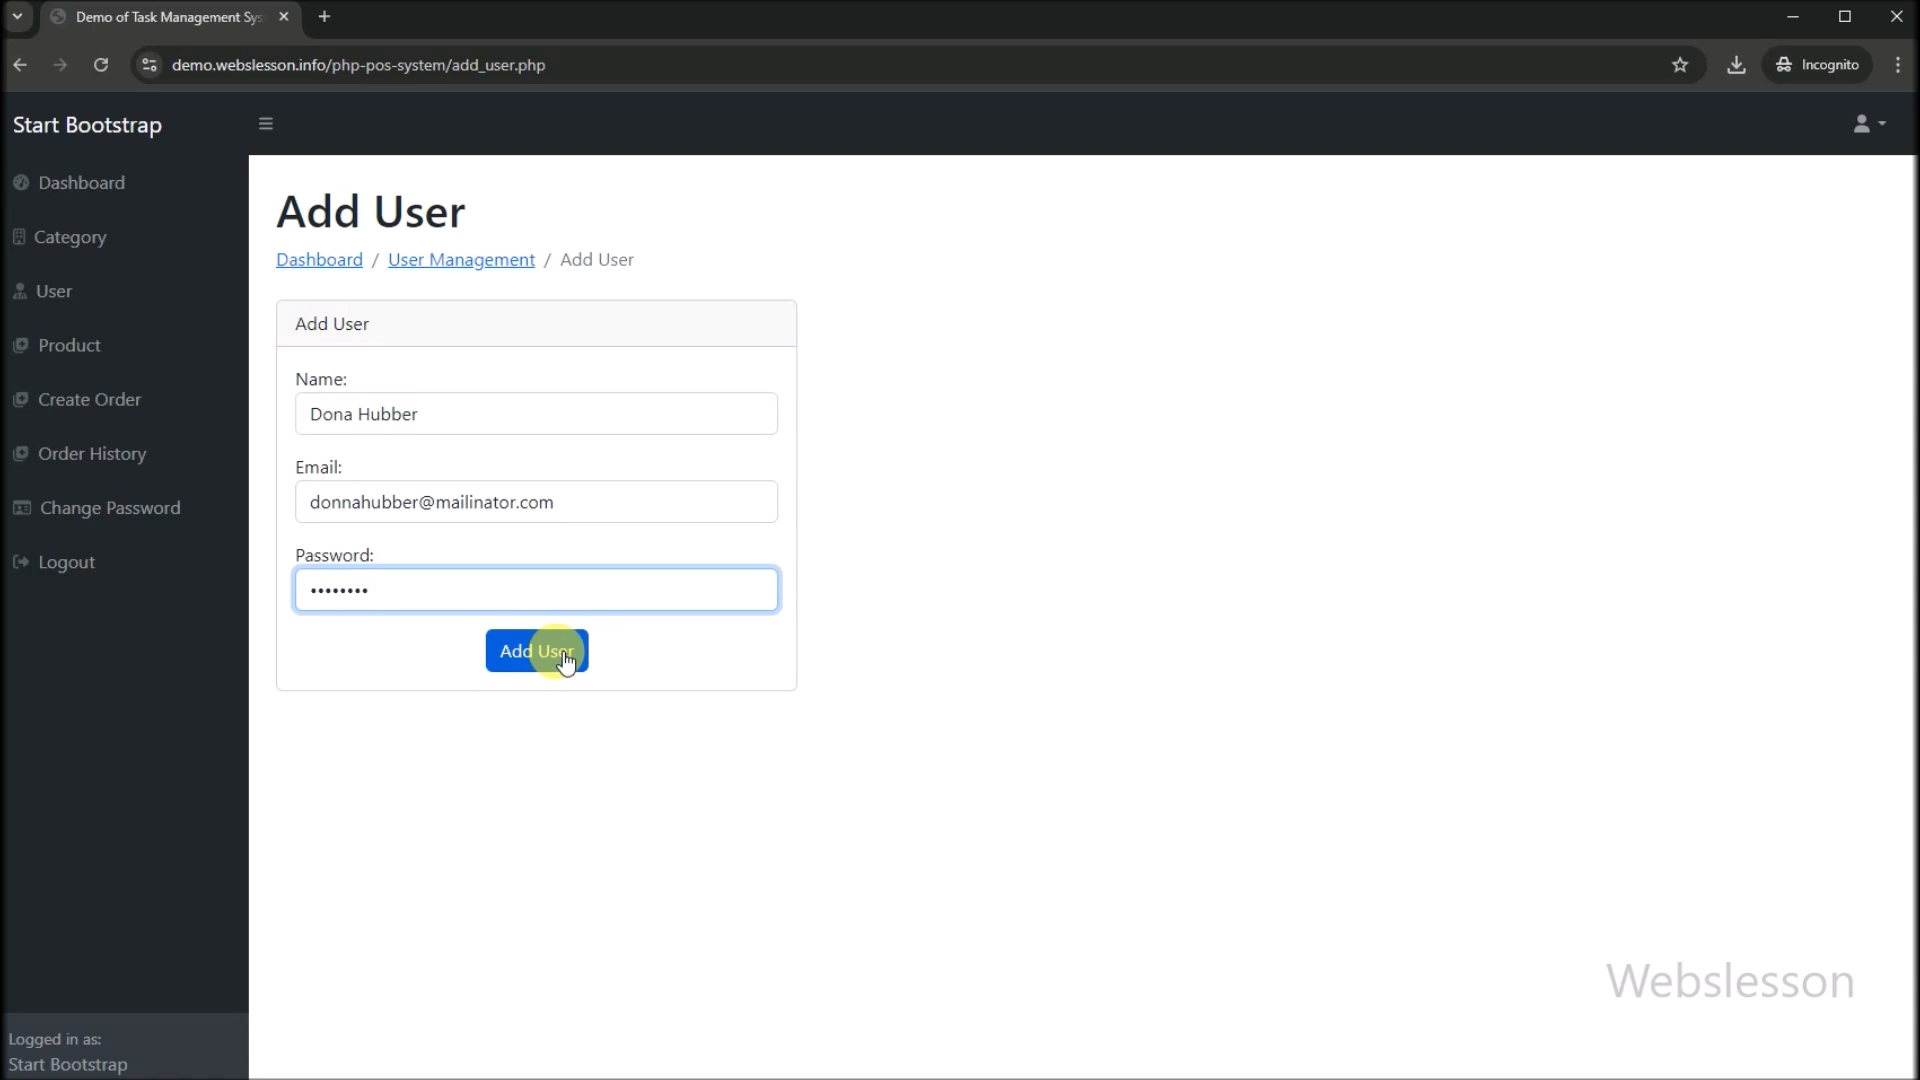 Demo of Task Management Sys
demo.webslesson.info/php-pos-system/add_user.php
Incognito
Start Bootstrap
Dashboard
Category
User
Product
Create Order
Order History
Change Password
Logout
Logged in as:
Start Bootstrap
Add User
Dashboard / User Management / Add User
Add User
Name:
Dona Hubber
Email:
donnahubber@mailinator.com
Password:
••••••••
Add User
Webslesson